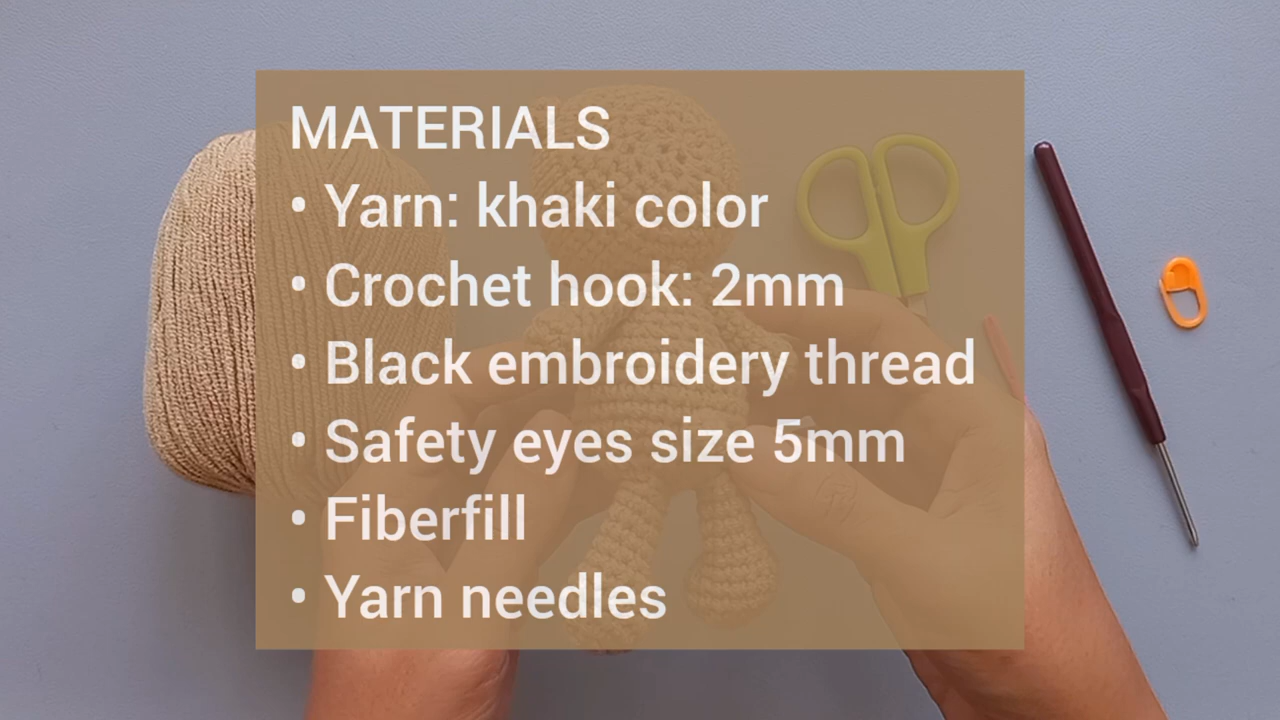 MATERIALS
• Yarn: khaki color
• Crochet hook: 2mm
• Black embroidery thread
• Safety eyes size 5mm
• Fiberfill
• Yarn needles